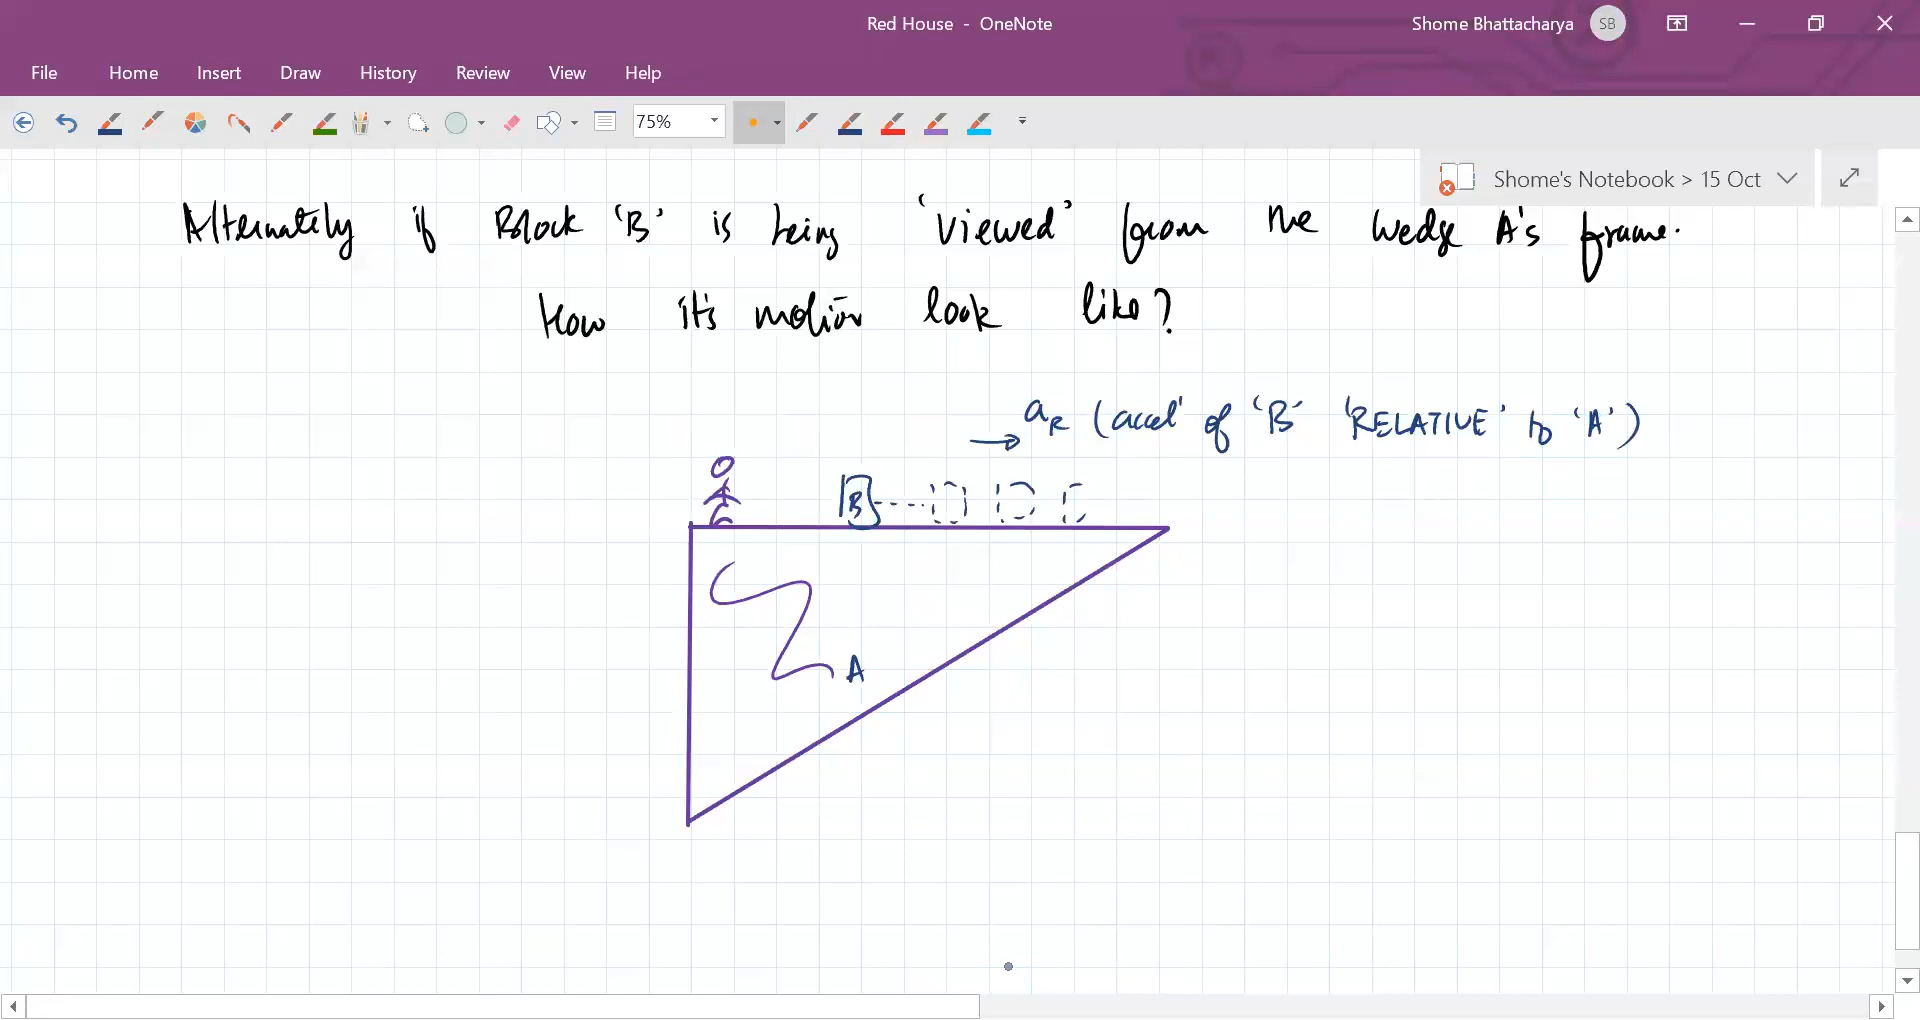 Red House - OneNote
Shome Bhattacharya SB
File Home Insert Draw History Review View Help
75%
Shome's Notebook > 15 Oct
Alternately if Block 'B' is being 'viewed' from the wedge A's frame.
How it's motion look like?
aR (accelⁿ of 'B' 'RELATIVE' to 'A')
B
A